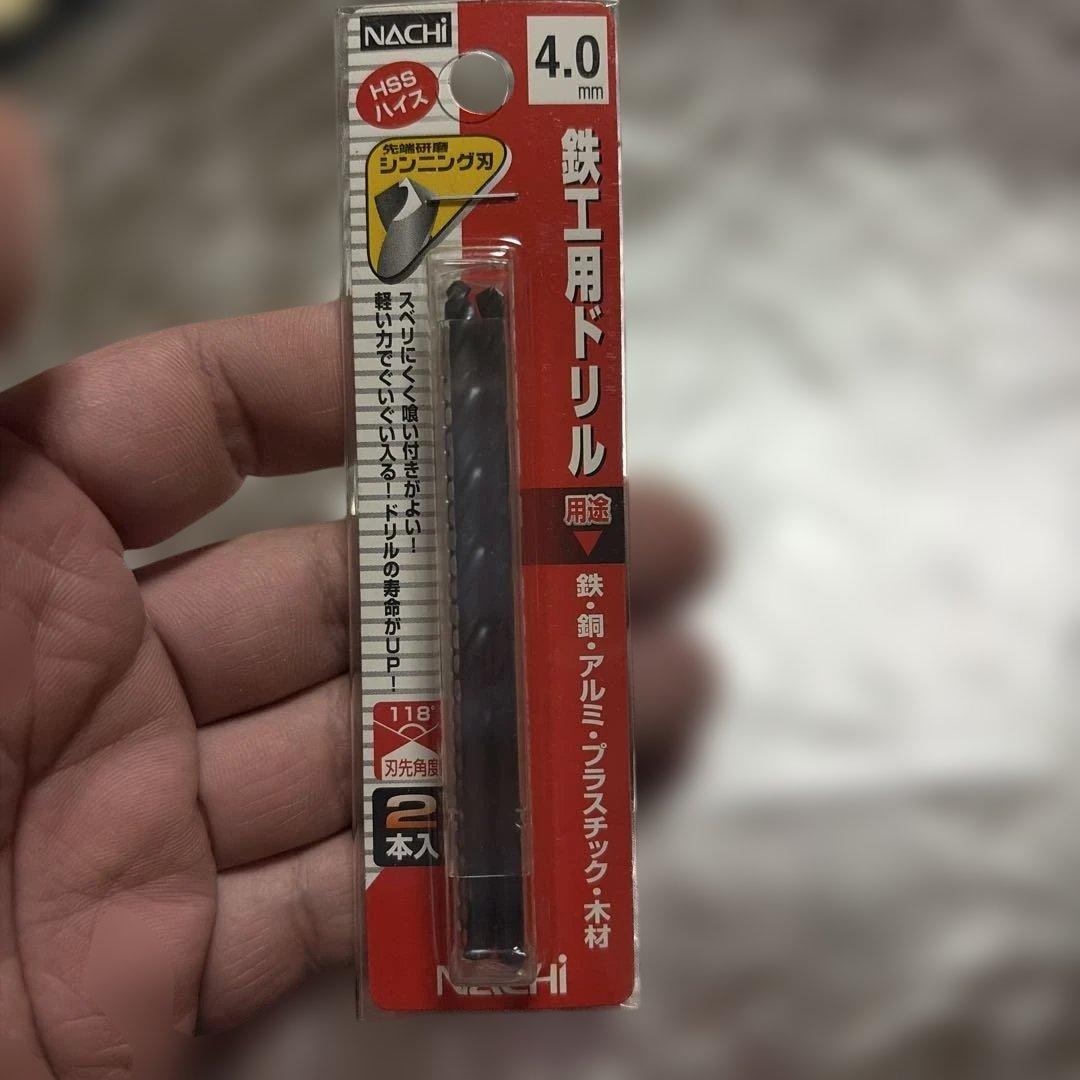 NACHi
4.0
mm
HSS
ハイス
先端研磨
シンニング刃
鉄工用ドリル
用途
鉄・銅・アルミ・プラスチック・木材
スベリにくく喰い付きがよい！
軽い力でぐいぐい入る！ドリルの寿命がUP！
118°
刃先角度
2
本入
NACHi